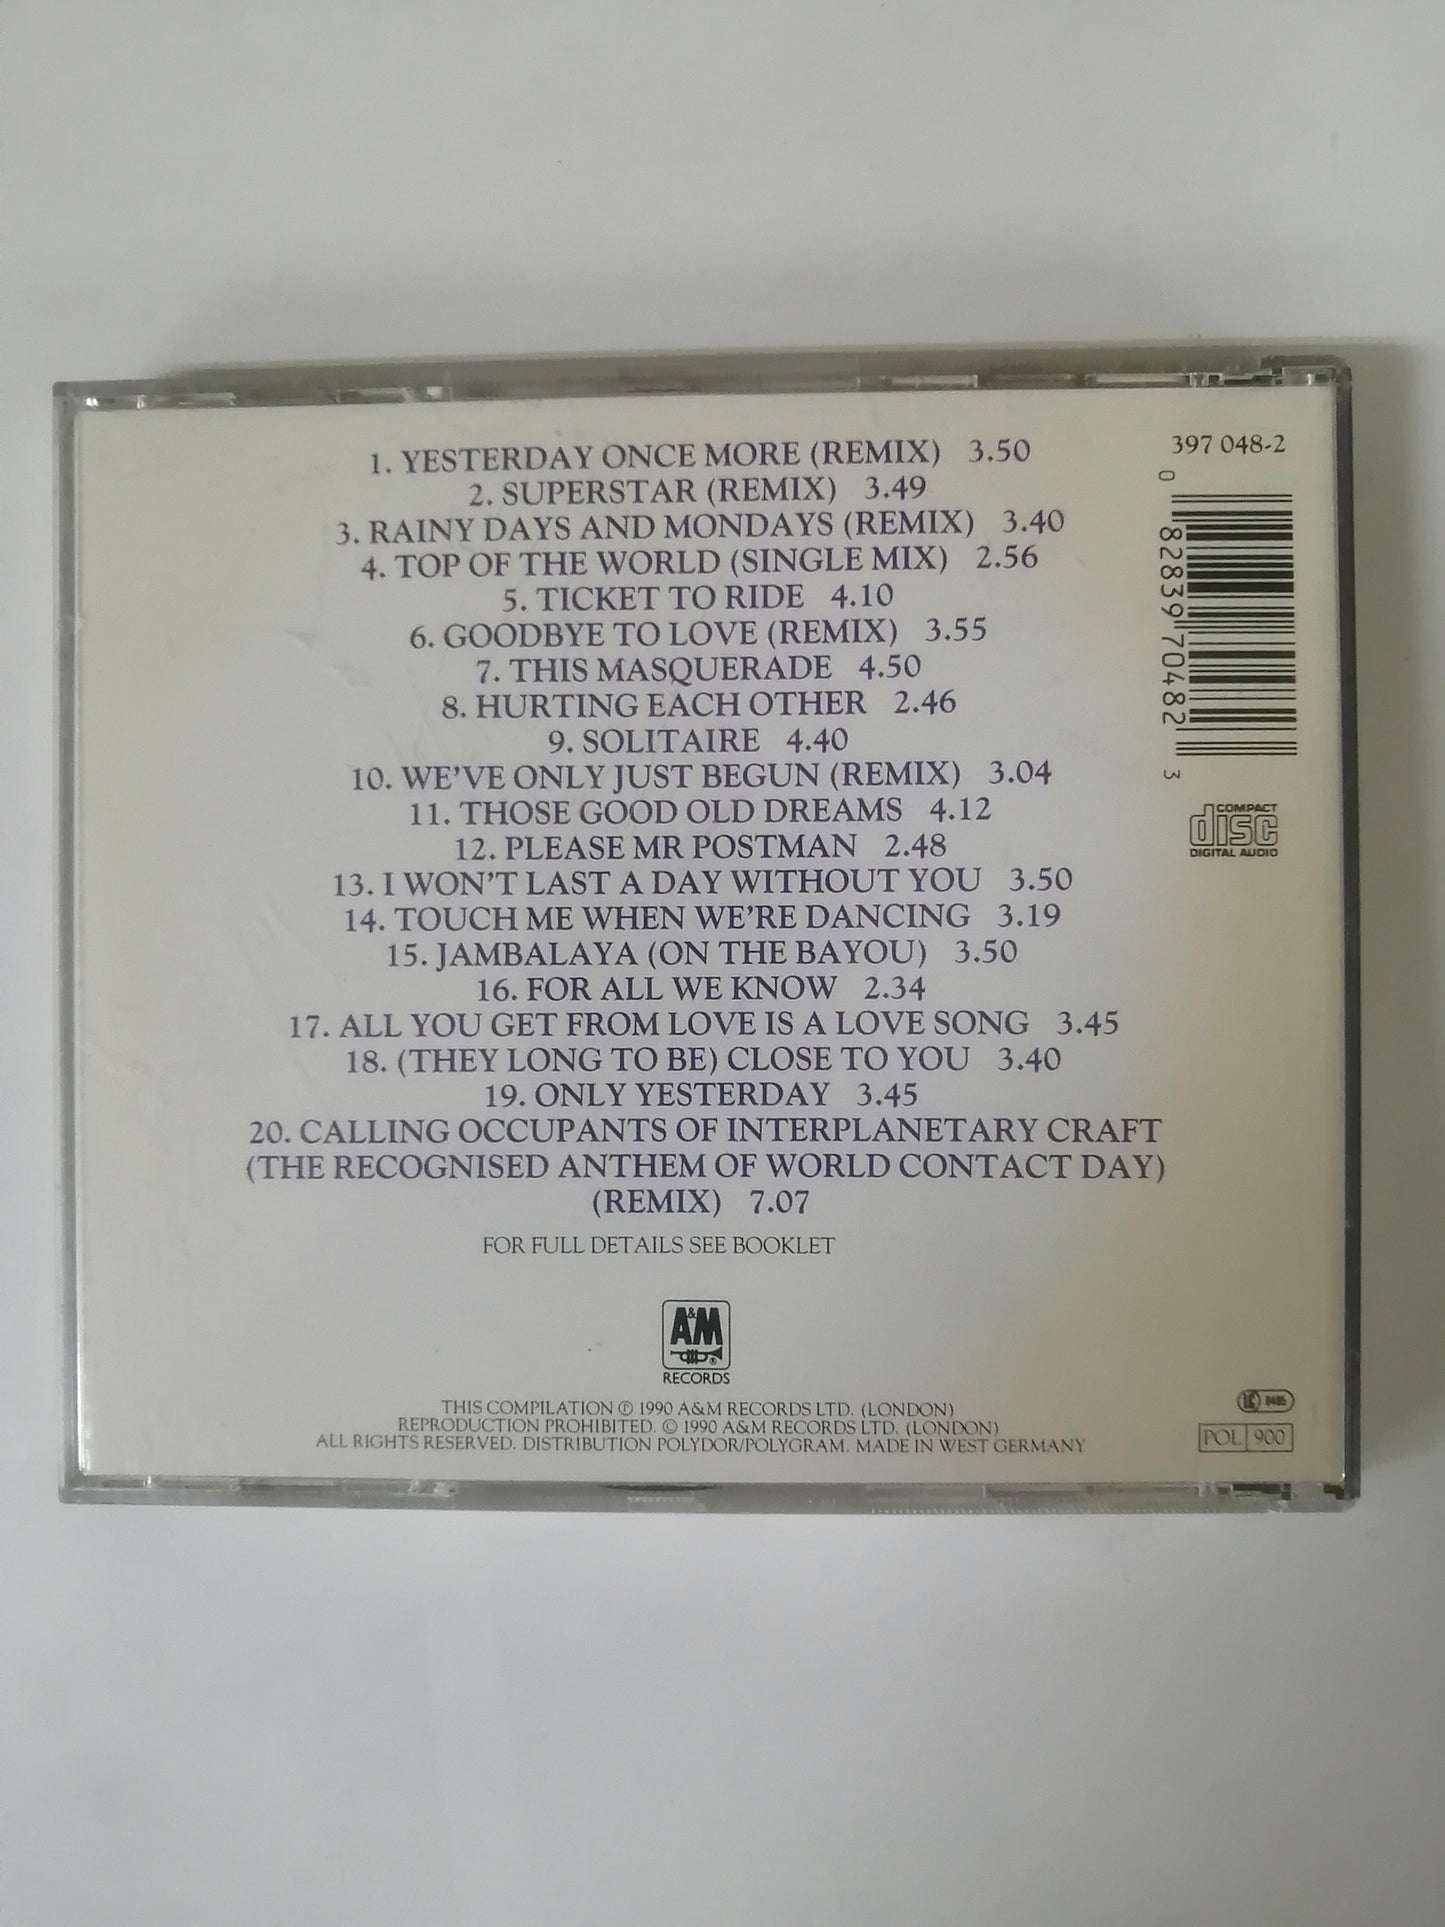 1. YESTERDAY ONCE MORE (REMIX) 3.50
2. SUPERSTAR (REMIX) 3.49
3. RAINY DAYS AND MONDAYS (REMIX) 3.40
4. TOP OF THE WORLD (SINGLE MIX) 2.56
5. TICKET TO RIDE 4.10
6. GOODBYE TO LOVE (REMIX) 3.55
7. THIS MASQUERADE 4.50
8. HURTING EACH OTHER 2.46
9. SOLITAIRE 4.40
10. WE'VE ONLY JUST BEGUN (REMIX) 3.04
11. THOSE GOOD OLD DREAMS 4.12
12. PLEASE MR POSTMAN 2.48
13. I WON'T LAST A DAY WITHOUT YOU 3.50
14. TOUCH ME WHEN WE'RE DANCING 3.19
15. JAMBALAYA (ON THE BAYOU) 3.50
16. FOR ALL WE KNOW 2.34
17. ALL YOU GET FROM LOVE IS A LOVE SONG 3.45
18. (THEY LONG TO BE) CLOSE TO YOU 3.40
19. ONLY YESTERDAY 3.45
20. CALLING OCCUPANTS OF INTERPLANETARY CRAFT
(THE RECOGNISED ANTHEM OF WORLD CONTACT DAY)
(REMIX) 7.07
FOR FULL DETAILS SEE BOOKLET
397 048-2
0 82839 70482 3
COMPACT
disc
DIGITAL AUDIO
A&M
®
RECORDS
THIS COMPILATION ℗ 1990 A&M RECORDS LTD. (LONDON)
REPRODUCTION PROHIBITED. © 1990 A&M RECORDS LTD. (LONDON)
ALL RIGHTS RESERVED. DISTRIBUTION POLYDOR/POLYGRAM. MADE IN WEST GERMANY
LC 0485
POL 900